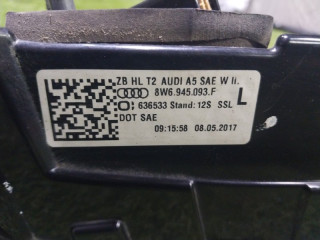 ZB HL T2 AUDI A5 SAE W li.
8W6.945.093.F
636533 Stand: 12S SSL
L
DOT SAE
09:15:58 08.05.2017